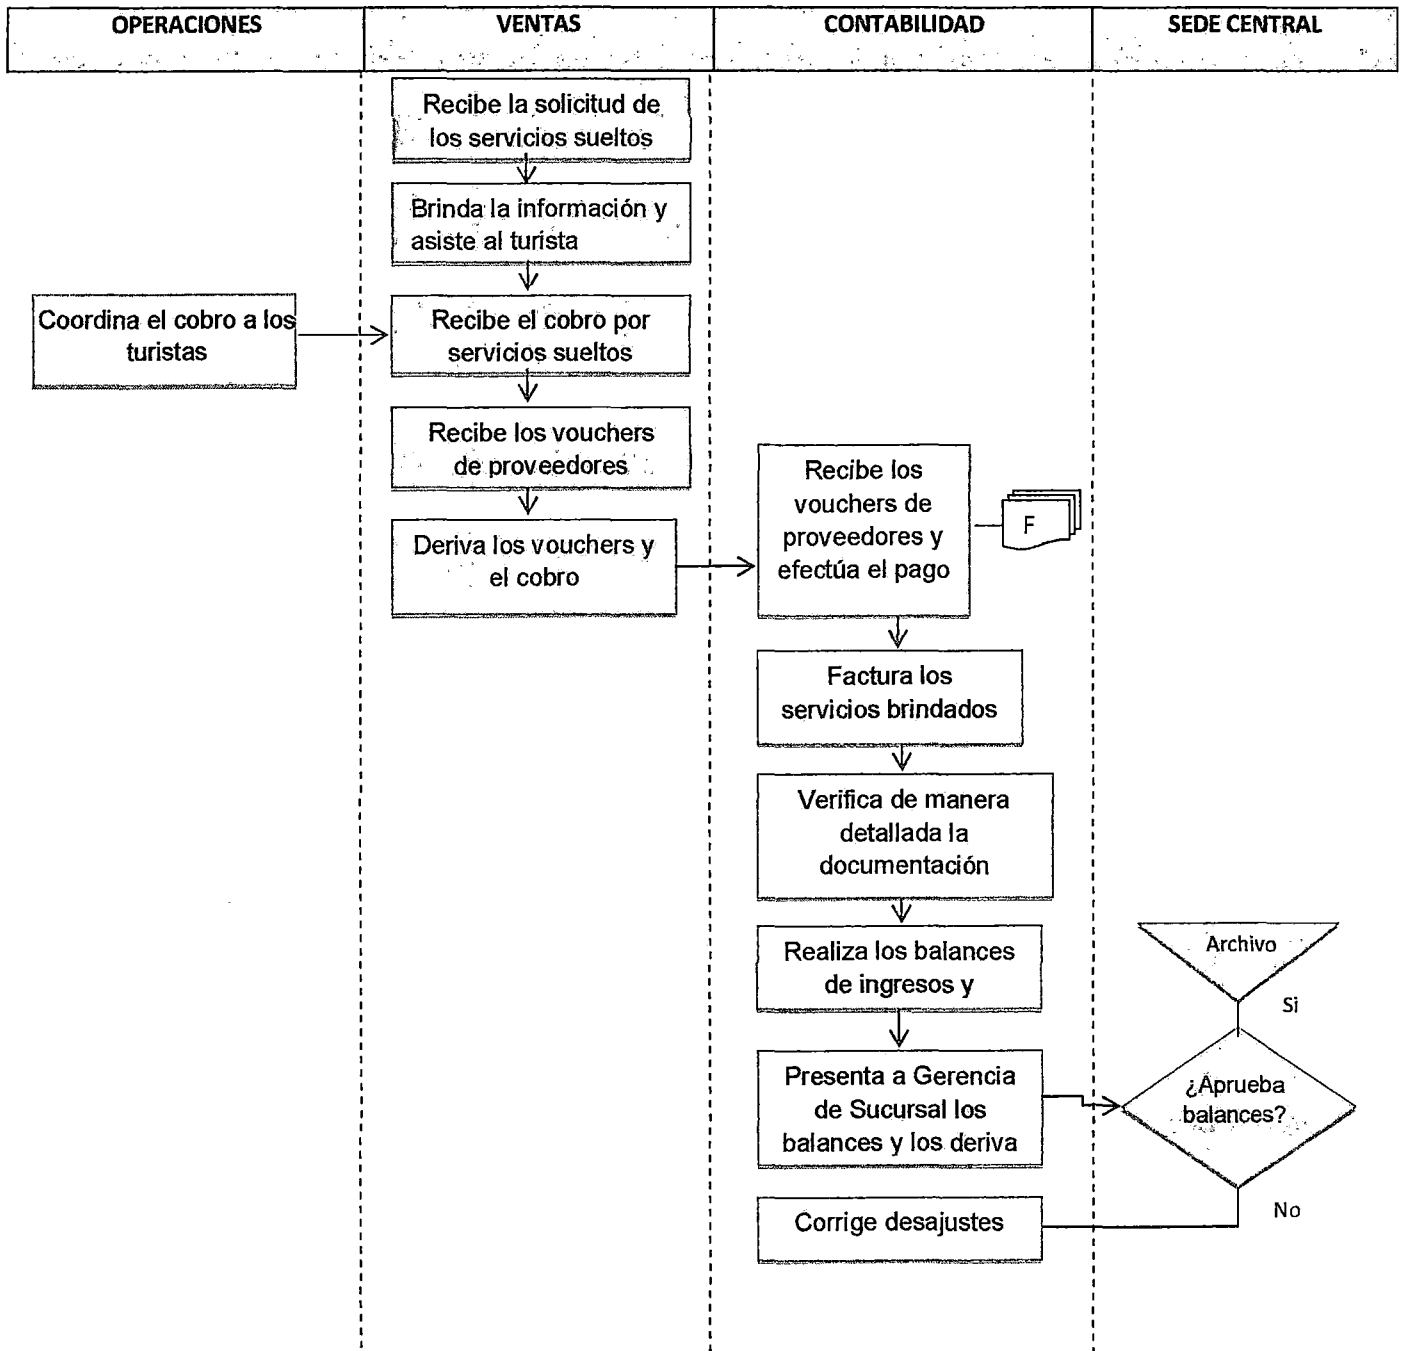 OPERACIONES
VENTAS
CONTABILIDAD
SEDE CENTRAL
Recibe la solicitud de
los servicios sueltos
Brinda la información y
asiste al turista
Coordina el cobro a los
turistas
Recibe el cobro por
servicios sueltos
Recibe los vouchers
de proveedores
Deriva los vouchers y
el cobro
Recibe los
vouchers de
proveedores y
efectúa el pago
F
Factura los
servicios brindados
Verifica de manera
detallada la
documentación
Realiza los balances
de ingresos y
Archivo
Si
Presenta a Gerencia
de Sucursal los
balances y los deriva
¿Aprueba
balances?
Corrige desajustes
No